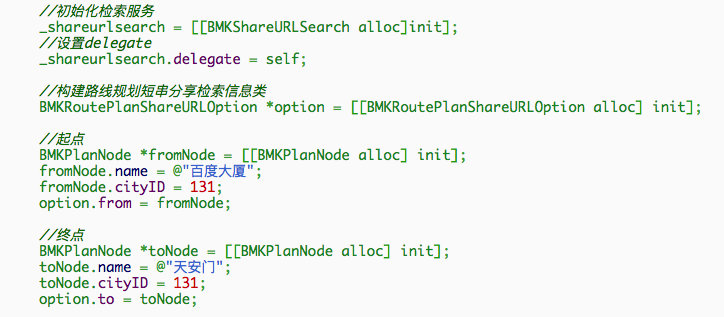 //初始化检索服务
_shareurlsearch = [[BMKShareURLSearch alloc]init];
//设置delegate
_shareurlsearch.delegate = self;
//构建路线规划短串分享检索信息类
BMKRoutePlanShareURLOption *option = [[BMKRoutePlanShareURLOption alloc] init];
//起点
BMKPlanNode *fromNode = [[BMKPlanNode alloc] init];
fromNode.name = @"百度大厦";
fromNode.cityID = 131;
option.from = fromNode;
//终点
BMKPlanNode *toNode = [[BMKPlanNode alloc] init];
toNode.name = @"天安门";
toNode.cityID = 131;
option.to = toNode;